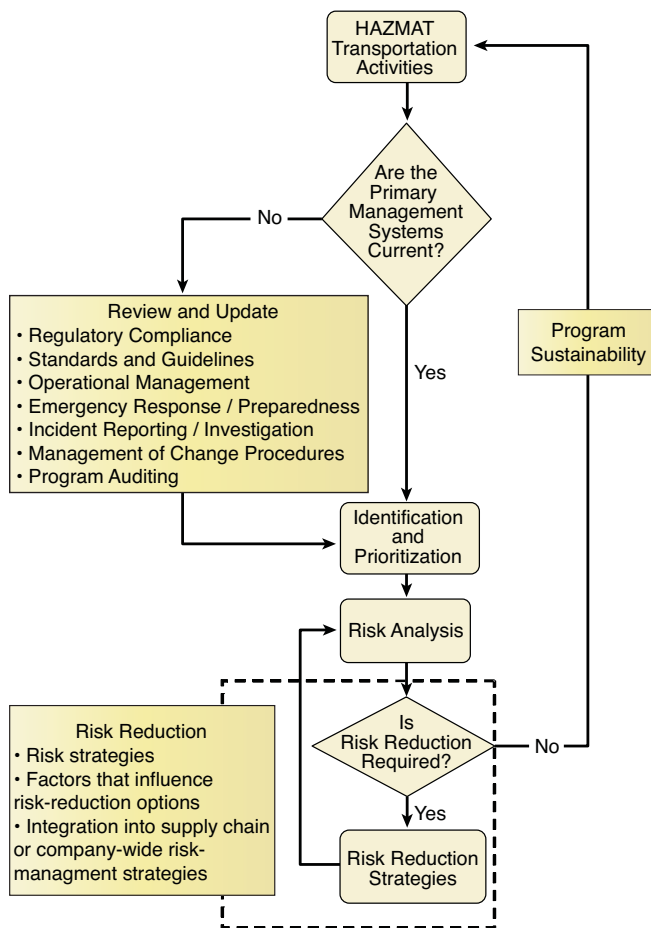 HAZMAT
Transportation
Activities
Are the
Primary
Management
Systems
Current?
No
Review and Update
• Regulatory Compliance
• Standards and Guidelines
• Operational Management
• Emergency Response / Preparedness
• Incident Reporting / Investigation
• Management of Change Procedures
• Program Auditing
Yes
Program
Sustainability
Identification
and
Prioritization
Risk Analysis
Is
Risk Reduction
Required?
No
Yes
Risk Reduction
Strategies
Risk Reduction
• Risk strategies
• Factors that influence
risk-reduction options
• Integration into supply chain
or company-wide risk-
managment strategies